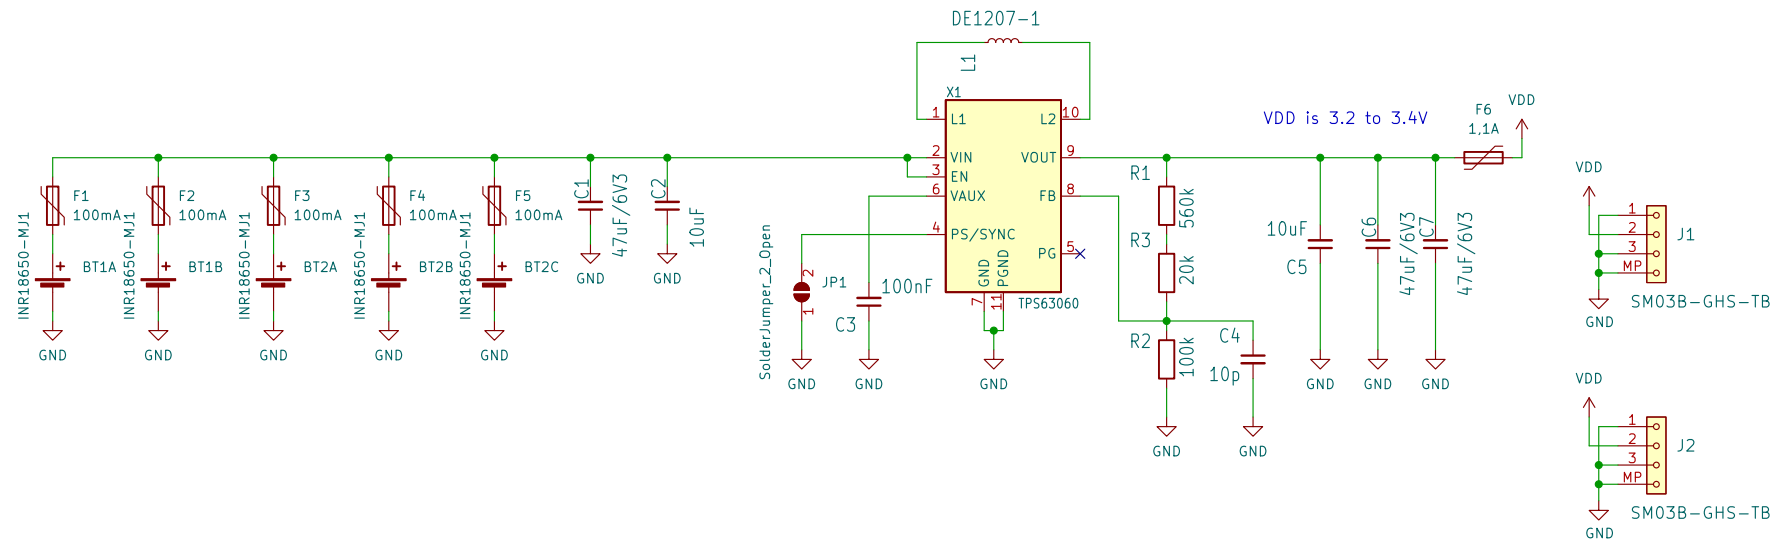 DE1207-1
L1
X1
1
L1
L2
10
2
VIN
VOUT
9
3
EN
6
VAUX
FB
8
4
PS/SYNC
PG
5
GND
PGND
7
11
TPS63060
GND
VDD is 3.2 to 3.4V
F6
1,1A
VDD
F1
100mA
INR18650-MJ1
+
BT1A
GND
F2
100mA
INR18650-MJ1
+
BT1B
GND
F3
100mA
INR18650-MJ1
+
BT2A
GND
F4
100mA
INR18650-MJ1
+
BT2B
GND
F5
100mA
INR18650-MJ1
+
BT2C
GND
C1
47uF/6V3
GND
C2
10uF
GND
SolderJumper_2_Open
2
JP1
1
GND
100nF
C3
GND
R1
560k
R3
20k
R2
100k
GND
C4
10p
GND
10uF
C5
GND
C6
47uF/6V3
GND
C7
47uF/6V3
GND
VDD
1
2
3
MP
J1
SM03B-GHS-TB
GND
VDD
1
2
3
MP
J2
SM03B-GHS-TB
GND